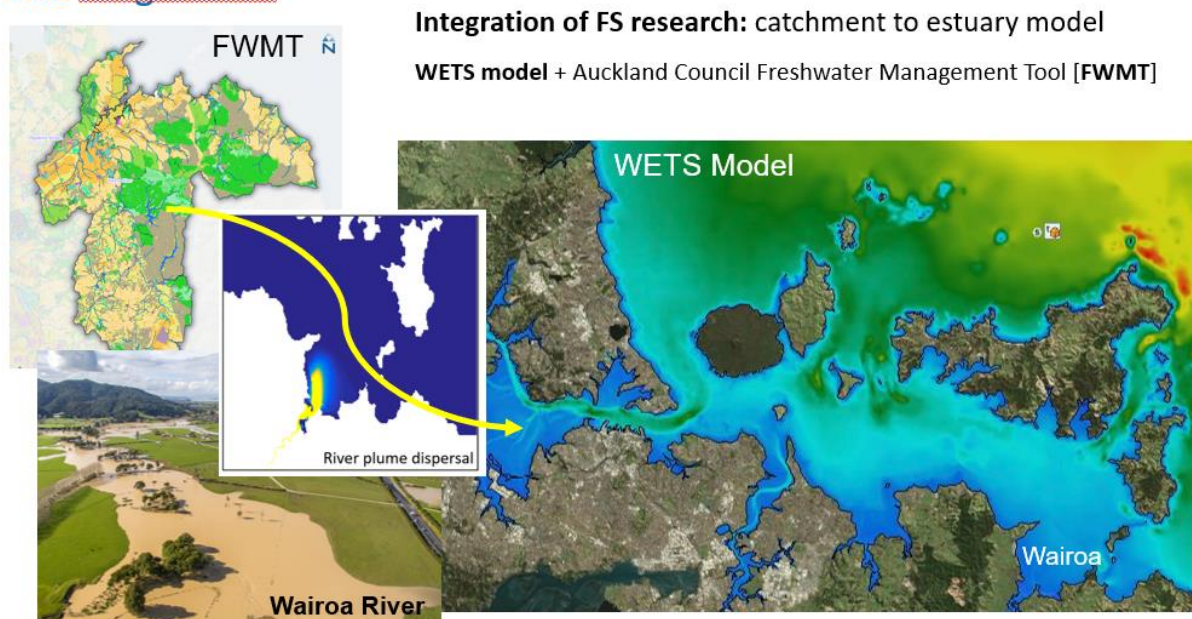 Integration of FS research: catchment to estuary model
WETS model + Auckland Council Freshwater Management Tool [FWMT]
FWMT
N
WETS Model
River plume dispersal
Wairoa
Wairoa River